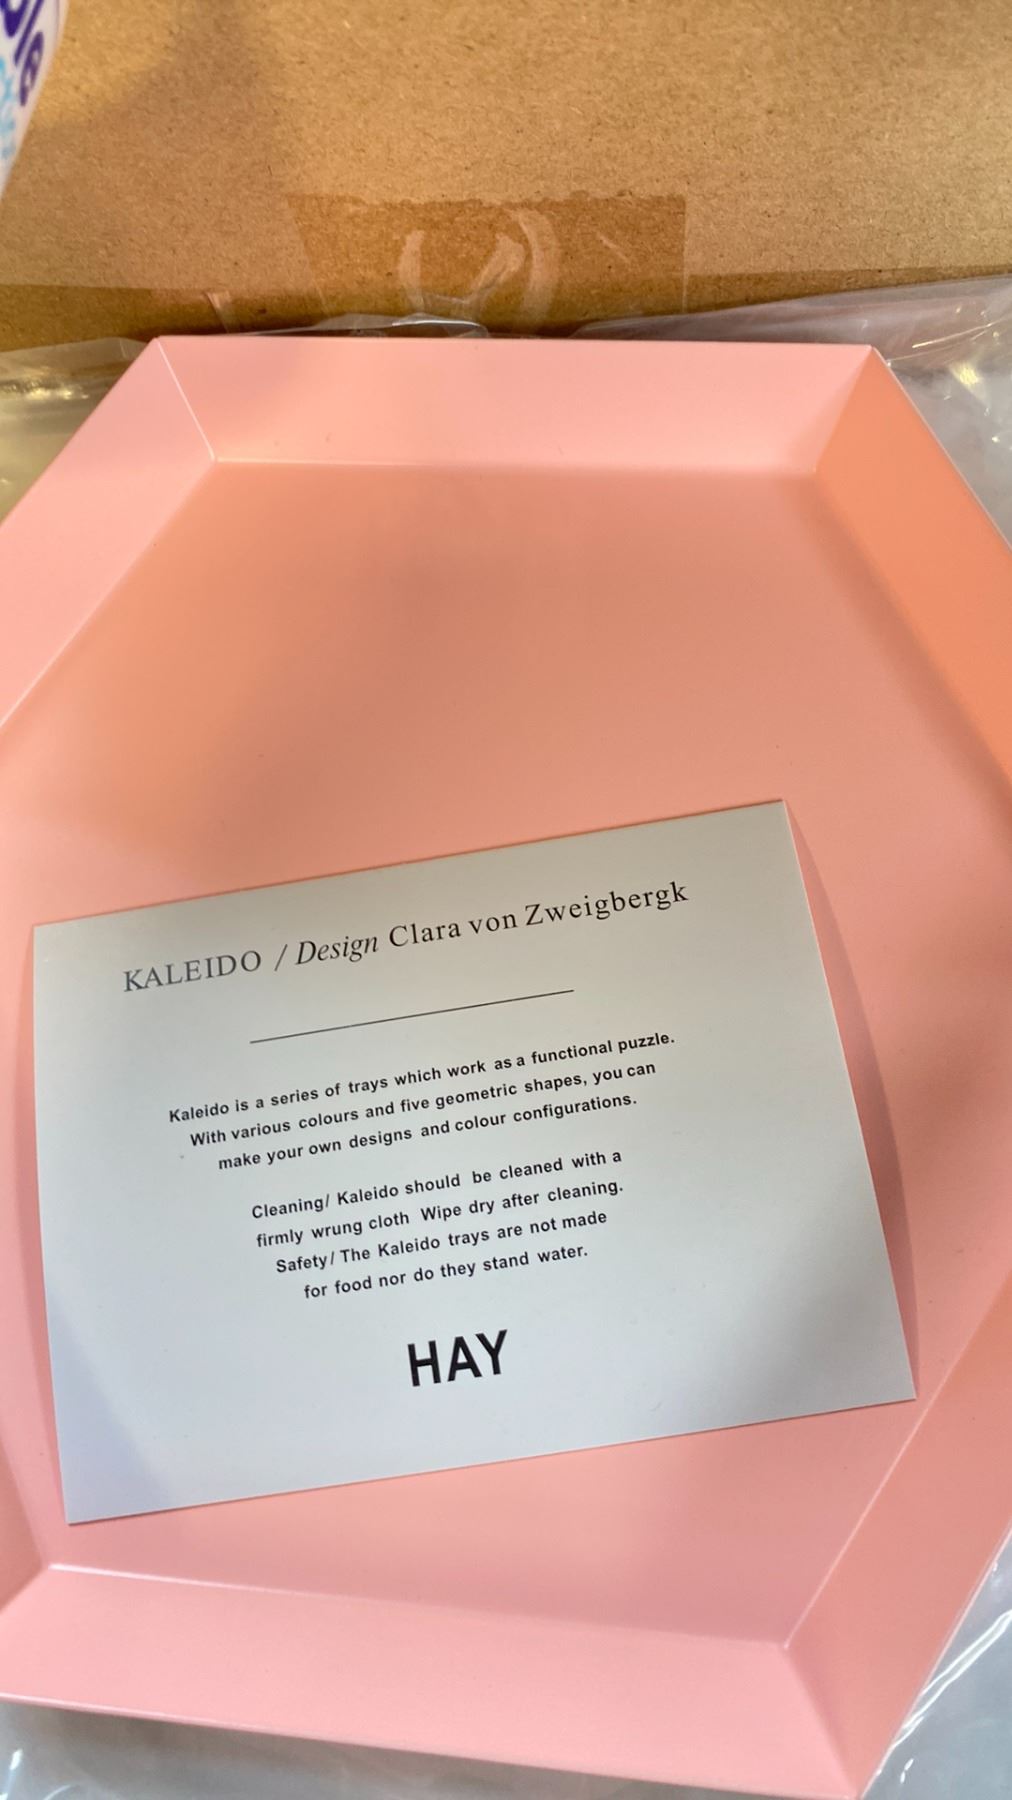 KALEIDO / Design Clara von Zweigbergk
Kaleido is a series of trays which work as a functional puzzle.
With various colours and five geometric shapes, you can
make your own designs and colour configurations.
Cleaning/ Kaleido should be cleaned with a
firmly wrung cloth Wipe dry after cleaning.
Safety/ The Kaleido trays are not made
for food nor do they stand water.
HAY